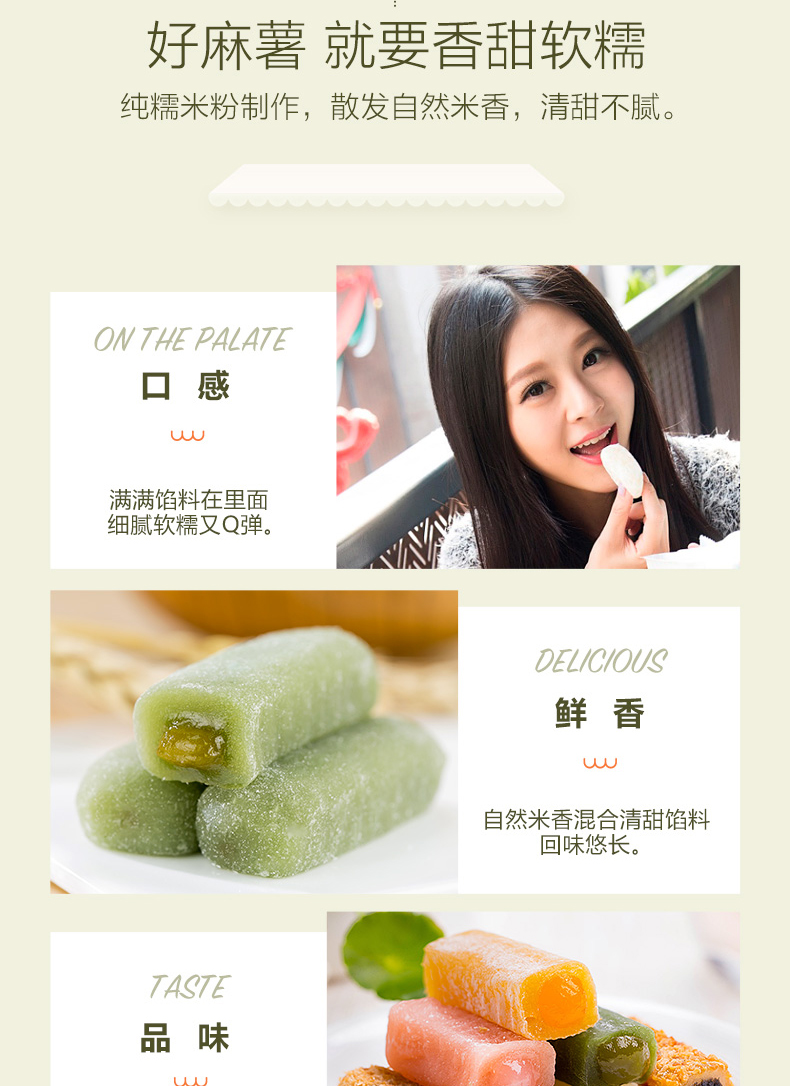 好麻薯 就要香甜软糯
纯糯米粉制作，散发自然米香，清甜不腻。
ON THE PALATE
口 感
满满馅料在里面
细腻软糯又Q弹。
DELICIOUS
鲜 香
自然米香混合清甜馅料
回味悠长。
TASTE
品 味